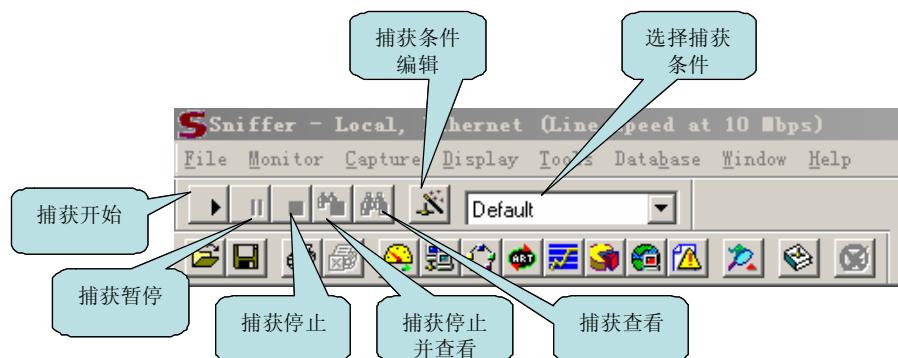 捕获条件
编辑
选择捕获
条件
Sniffer - Local, Ethernet (Line speed at 10 Mbps)
File Monitor Capture Display Tools Database Window Help
捕获开始
Default
ART
捕获暂停
捕获停止
捕获停止
并查看
捕获查看